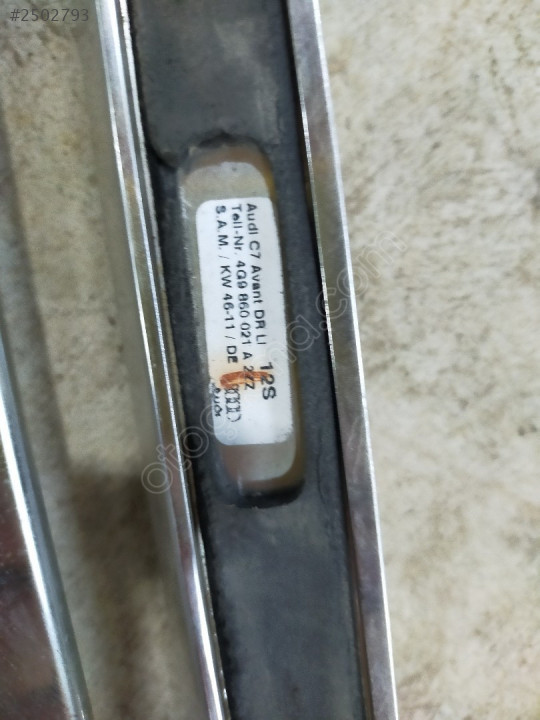 #2502793
Audi C7 Avant DR LI 12S
Teil-Nr. 4G9 860 021 A 2ZZ
S.A.M. / KW 46-11 / DE